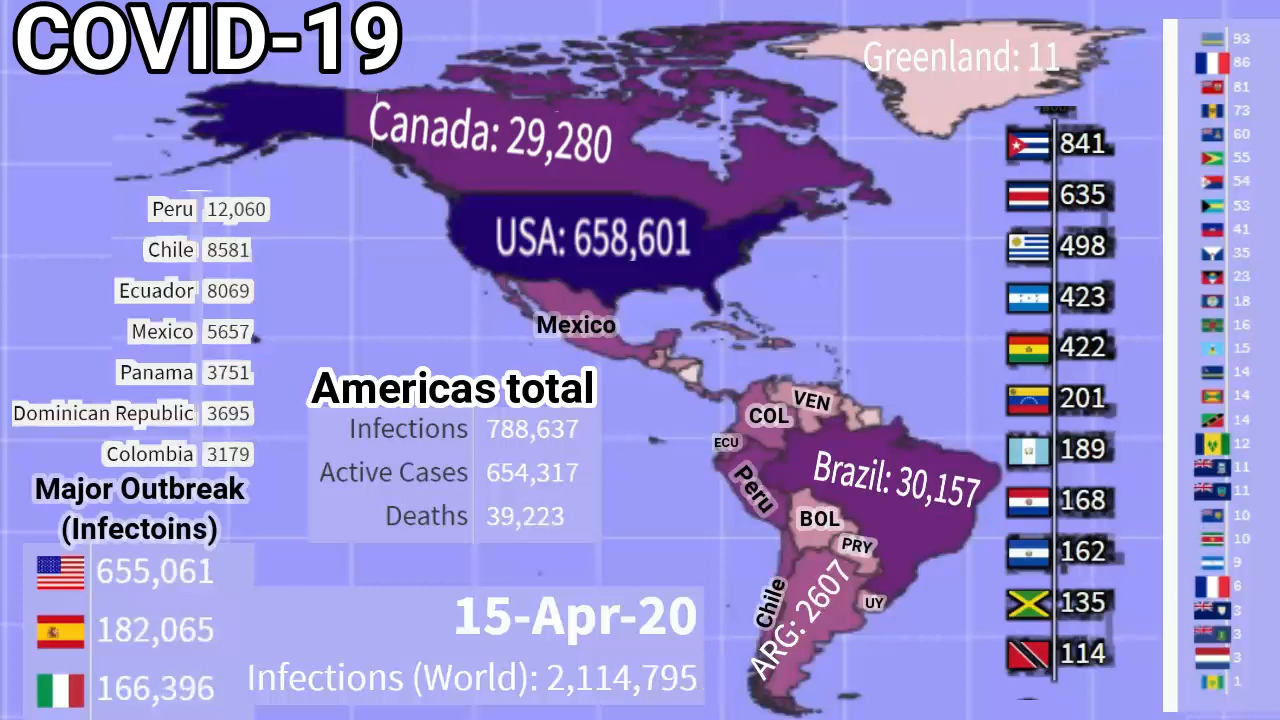 COVID-19
Greenland: 11
Canada: 29,280
USA: 658,601
Peru 12,060
Chile 8581
Ecuador 8069
Mexico 5657
Panama 3751
Dominican Republic 3695
Colombia 3179
Mexico
Americas total
Infections 788,637
Active Cases 654,317
Deaths 39,223
VEN
COL
ECU
Peru
Brazil: 30,157
BOL
PRY
Chile
ARG: 2607
UY
Major Outbreak
(Infectoins)
655,061
182,065
166,396
15-Apr-20
Infections (World): 2,114,795
841
635
498
423
422
201
189
168
162
135
114
93
86
81
73
60
55
54
53
41
35
23
18
16
15
14
14
14
12
11
11
10
10
9
6
3
3
3
1